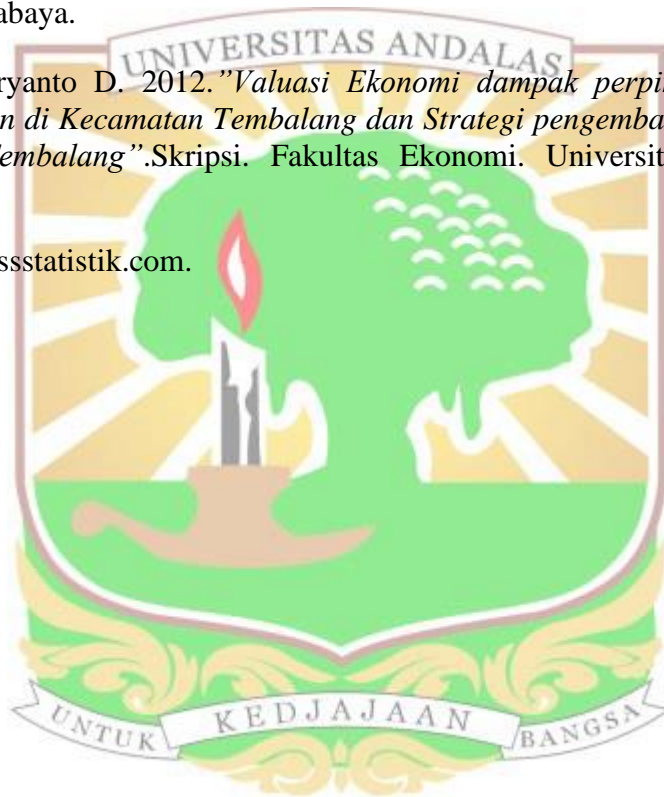 abaya.
UNIVERSITAS ANDALAS
ryanto D. 2012.”Valuasi Ekonomi dampak perpi
n di Kecamatan Tembalang dan Strategi pengemba
Tembalang”.Skripsi. Fakultas Ekonomi. Universit
ssstatistik.com.
UNTUK KEDJAJAAN BANGSA